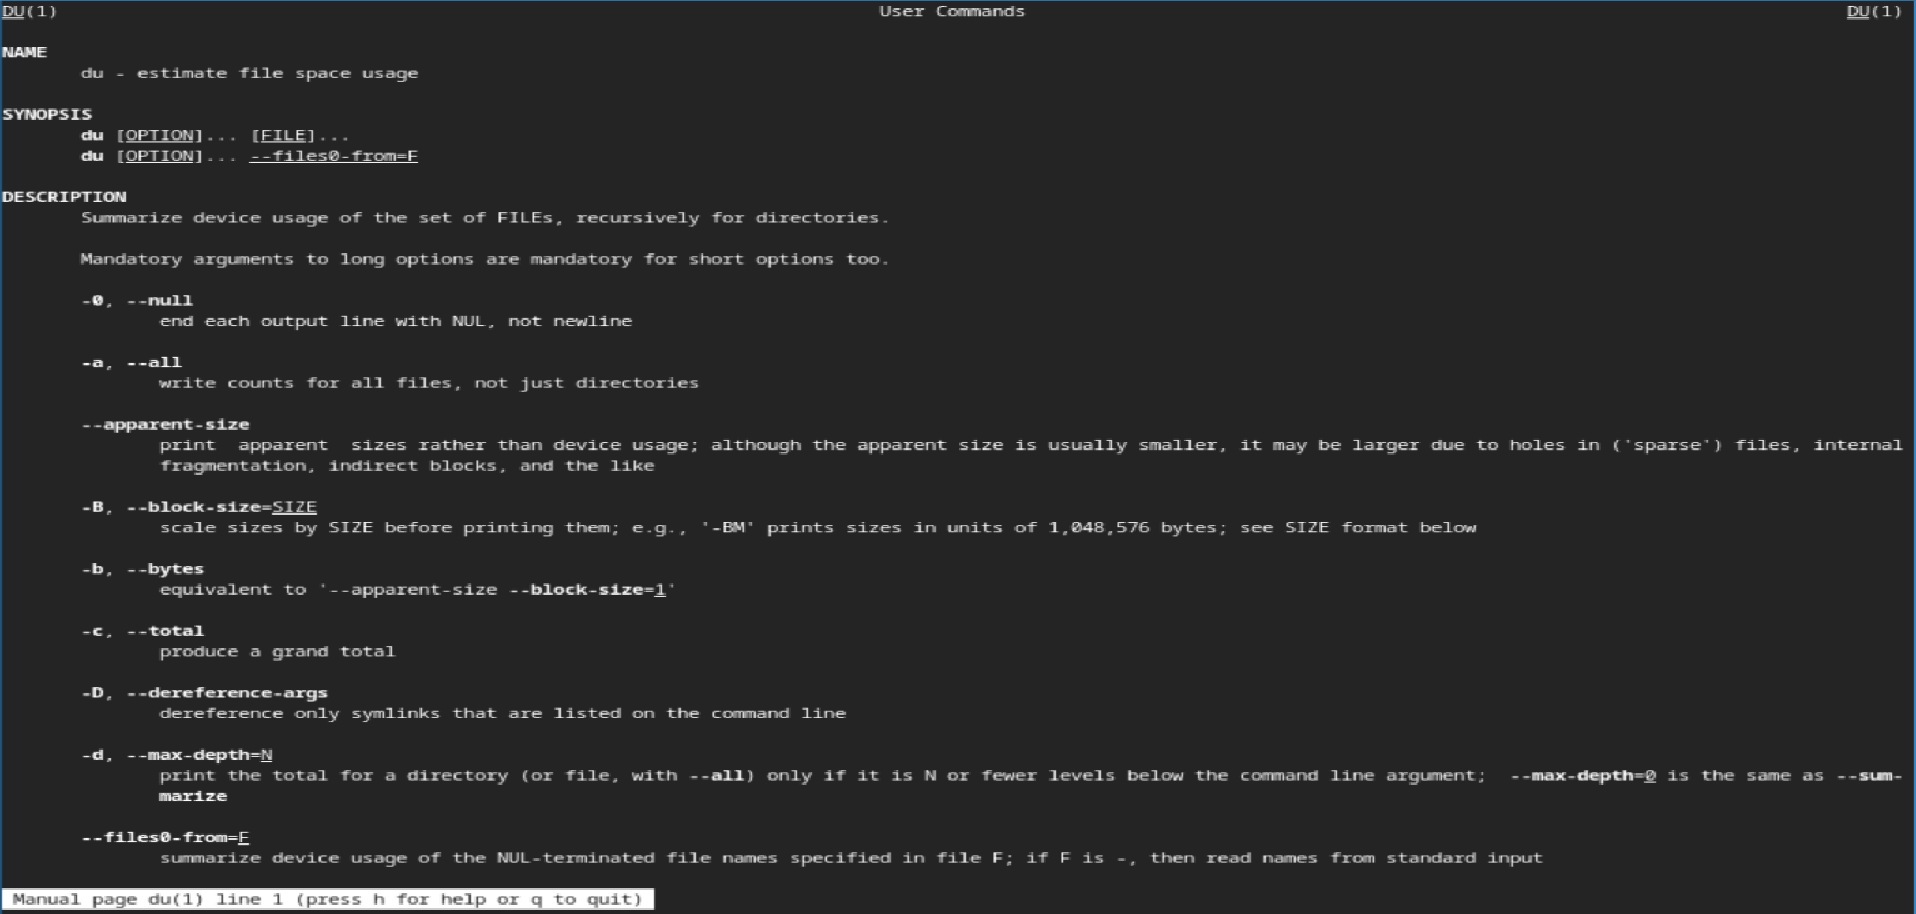 DU(1) User Commands DU(1)
NAME
du - estimate file space usage
SYNOPSIS
du [OPTION]... [FILE]...
du [OPTION]... --files0-from=F
DESCRIPTION
Summarize device usage of the set of FILEs, recursively for directories.
Mandatory arguments to long options are mandatory for short options too.
-0, --null
end each output line with NUL, not newline
-a, --all
write counts for all files, not just directories
--apparent-size
print  apparent  sizes rather than device usage; although the apparent size is usually smaller, it may be larger due to holes in ('sparse') files, internal
fragmentation, indirect blocks, and the like
-B, --block-size=SIZE
scale sizes by SIZE before printing them; e.g., '-BM' prints sizes in units of 1,048,576 bytes; see SIZE format below
-b, --bytes
equivalent to '--apparent-size --block-size=1'
-c, --total
produce a grand total
-D, --dereference-args
dereference only symlinks that are listed on the command line
-d, --max-depth=N
print the total for a directory (or file, with --all) only if it is N or fewer levels below the command line argument;  --max-depth=0 is the same as --sum-
marize
--files0-from=F
summarize device usage of the NUL-terminated file names specified in file F; if F is -, then read names from standard input
Manual page du(1) line 1 (press h for help or q to quit)